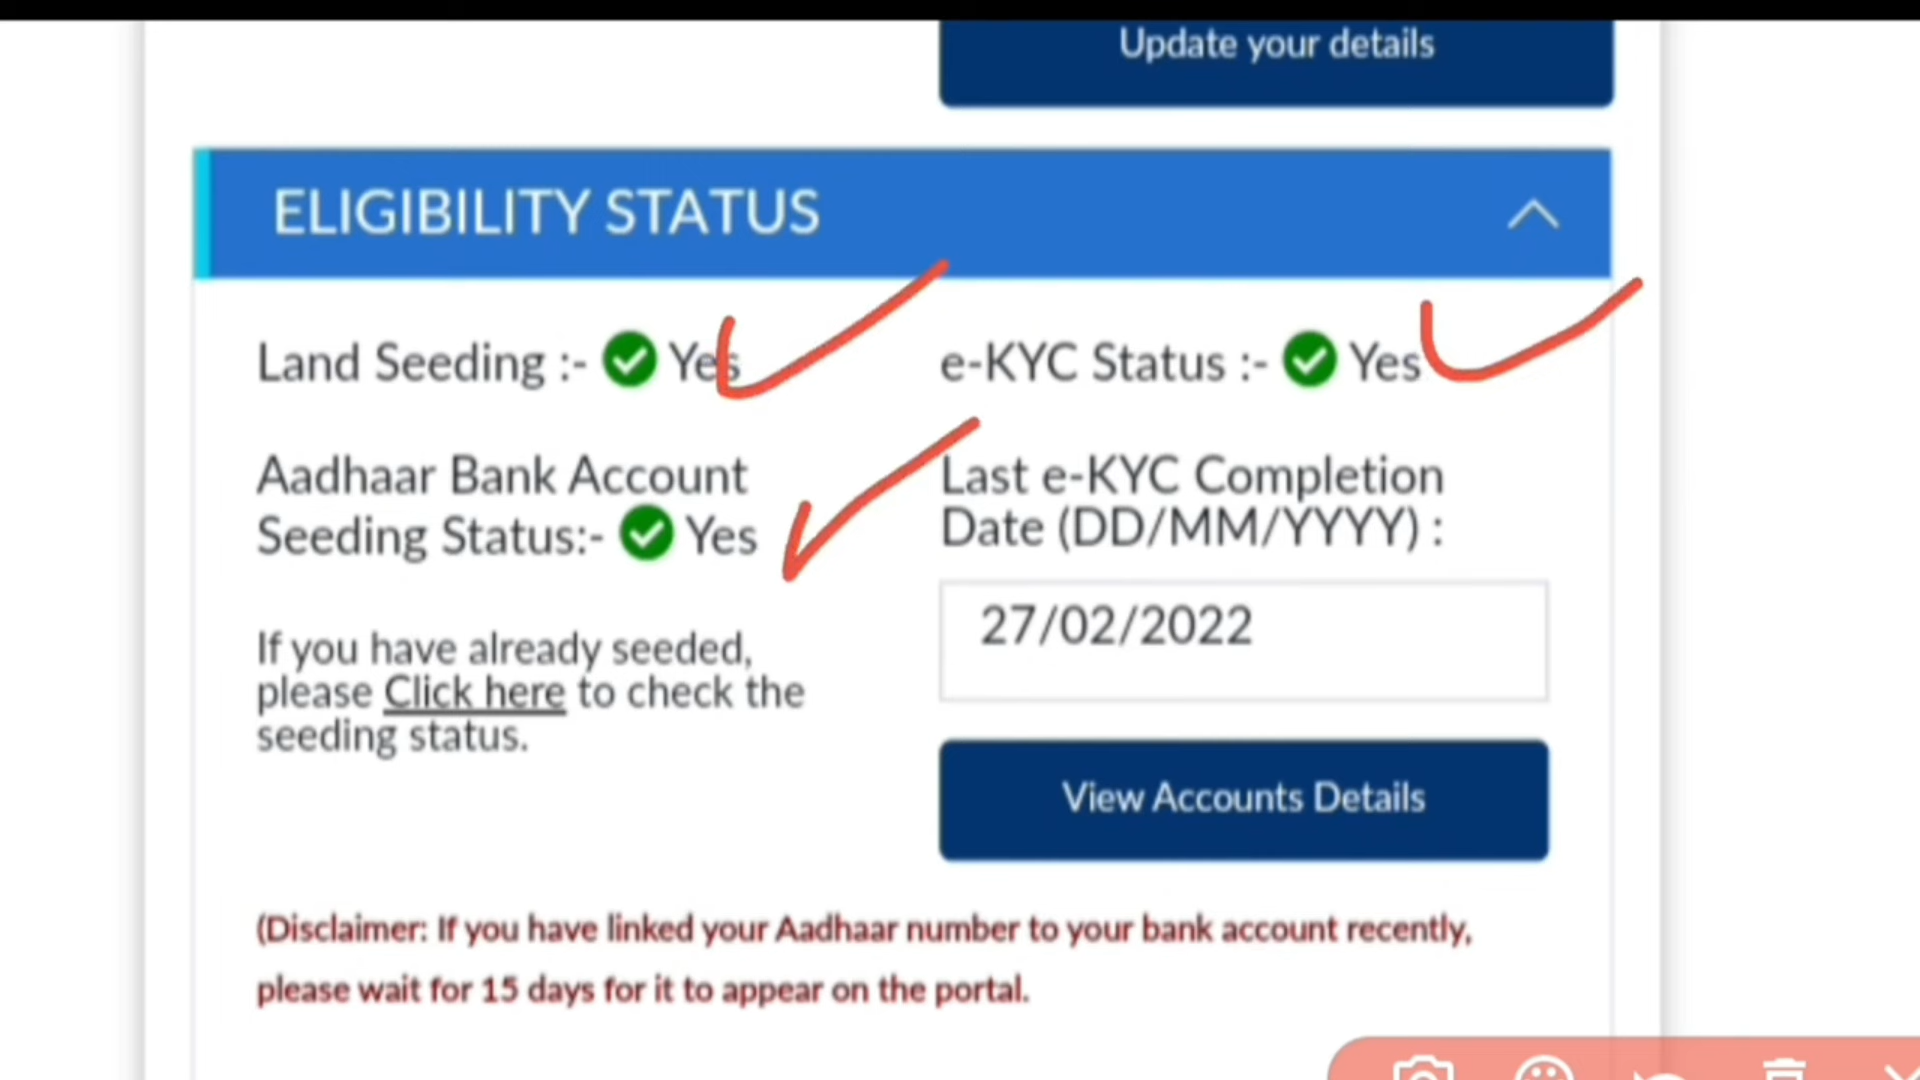 Update your details
ELIGIBILITY STATUS
Land Seeding :- Yes
e-KYC Status :- Yes
Aadhaar Bank Account
Seeding Status:- Yes
If you have already seeded,
please Click here to check the
seeding status.
Last e-KYC Completion
Date (DD/MM/YYYY) :
27/02/2022
View Accounts Details
(Disclaimer: If you have linked your Aadhaar number to your bank account recently,
please wait for 15 days for it to appear on the portal.